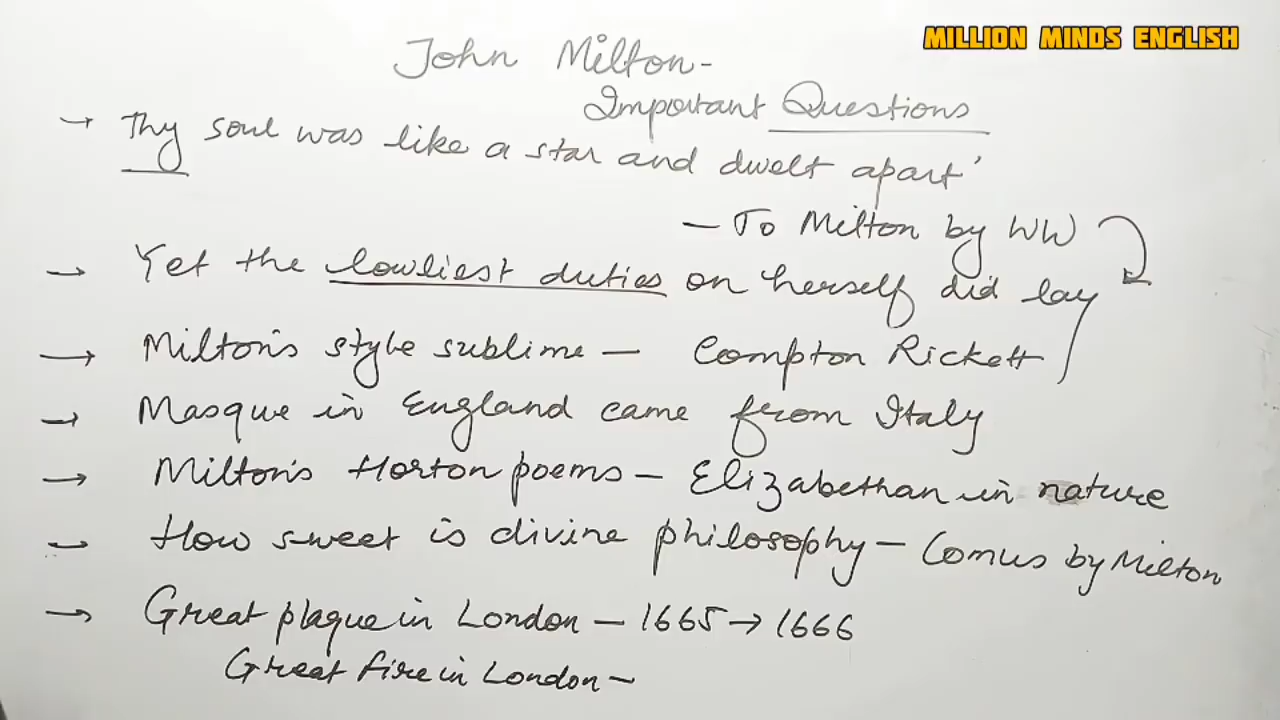 MILLION MINDS ENGLISH
John Milton-
Important Questions
→ Thy soul was like a star and dwelt apart'
- To Milton by WW
→ Yet the lowliest duties on herself did lay
→ Milton's style sublime - Compton Rickett
→ Masque in England came from Italy
→ Milton's Horton poems - Elizabethan in nature
→ How sweet is divine philosophy - Comus by Milton
→ Great plaque in London - 1665 → 1666
Great fire in London -